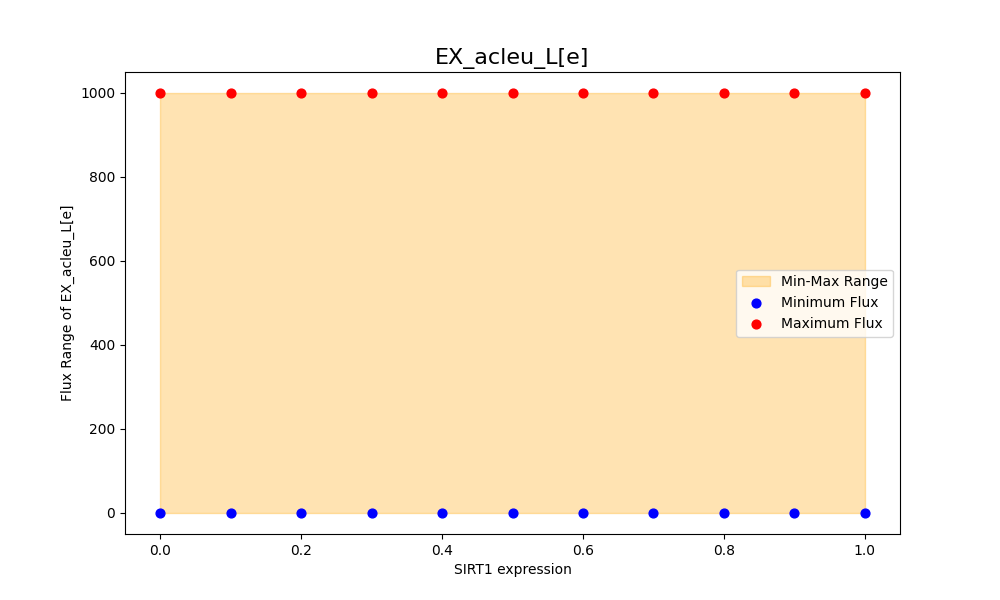 EX_acleu_L[e]
Flux Range of EX_acleu_L[e]
1000
800
600
400
200
0
Min-Max Range
Minimum Flux
Maximum Flux
0.0
0.2
0.4
0.6
0.8
1.0
SIRT1 expression